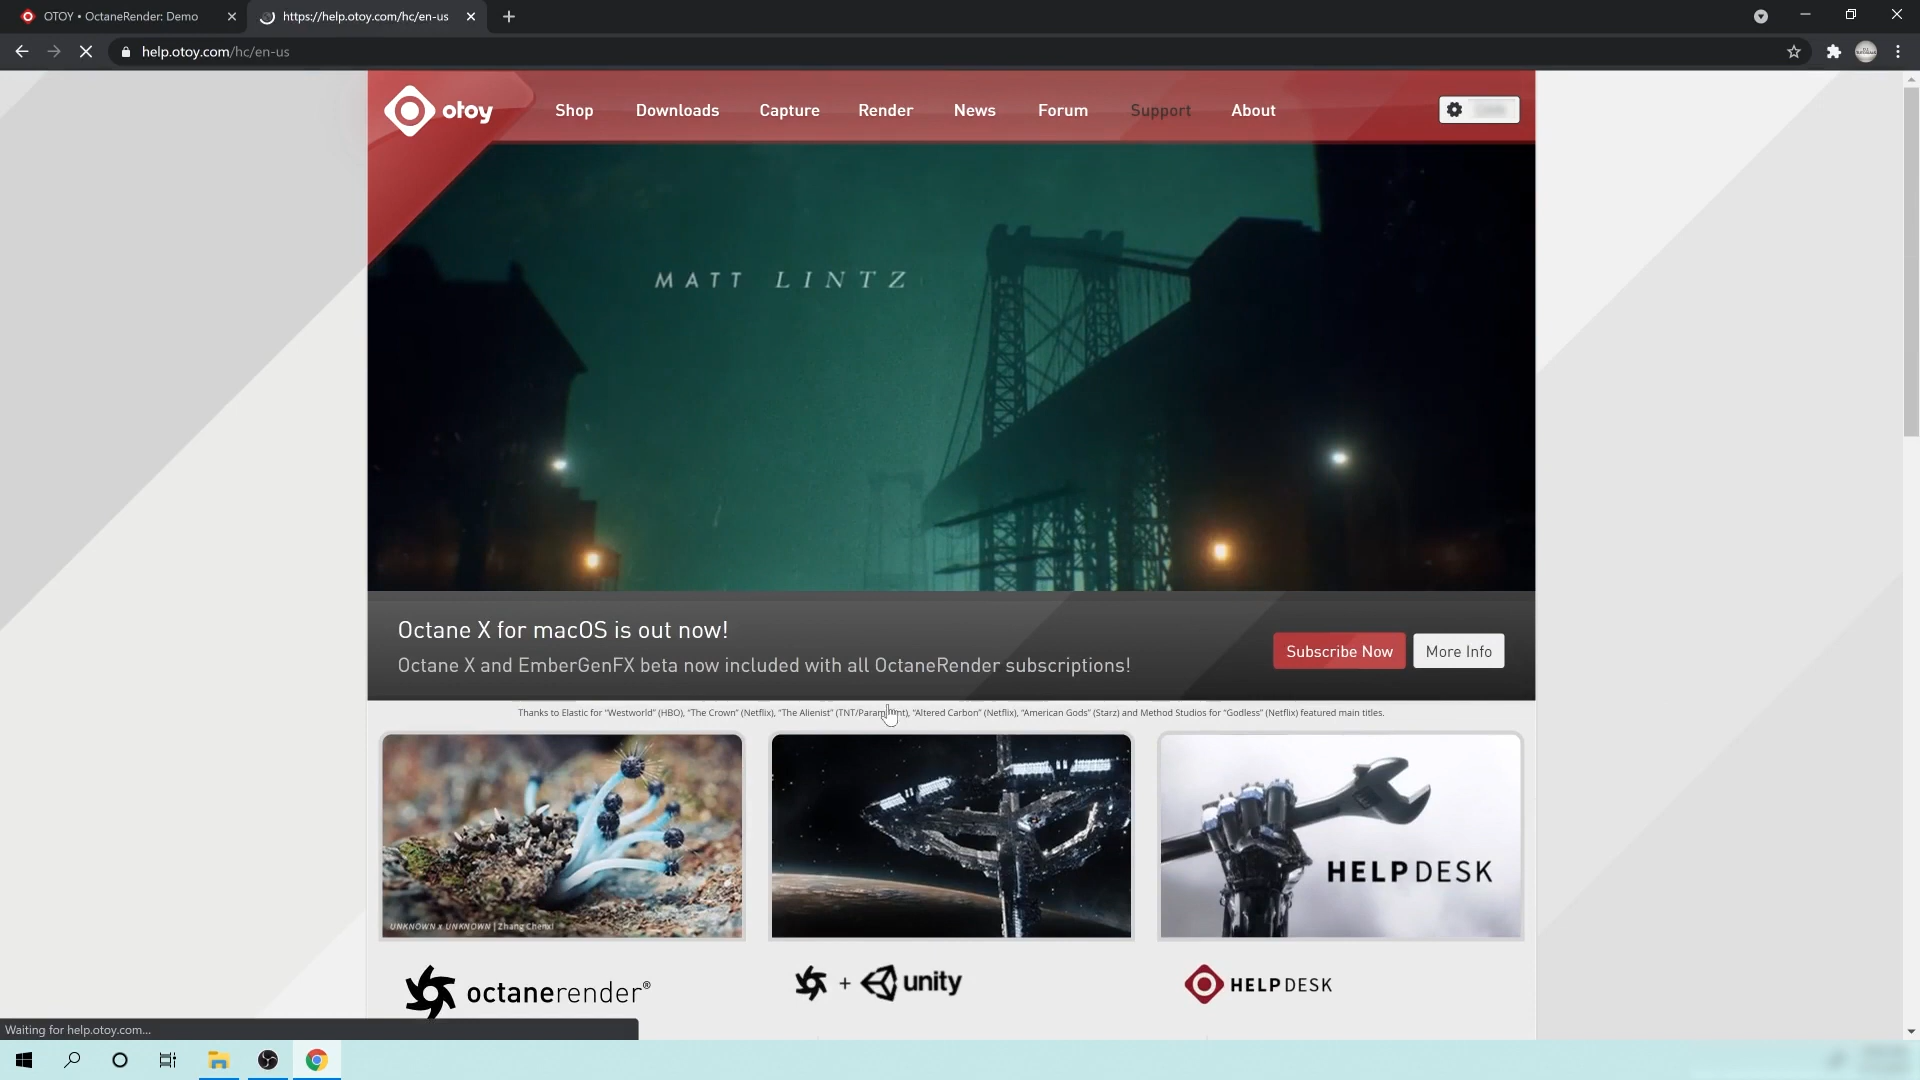 OTOY • OctaneRender: Demo
https://help.otoy.com/hc/en-us
help.otoy.com/hc/en-us
otoy
Shop
Downloads
Capture
Render
News
Forum
Support
About
MATT LINTZ
Octane X for macOS is out now!
Octane X and EmberGenFX beta now included with all OctaneRender subscriptions!
Subscribe Now
More Info
Thanks to Elastic for "Westworld" (HBO), "The Crown" (Netflix), "The Alienist" (TNT/Paramount), "Altered Carbon" (Netflix), "American Gods" (Starz) and Method Studios for "Godless" (Netflix) featured main titles.
UNKNOWN x UNKNOWN | Zhang Chenxi
HELPDESK
octanerender®
+ unity
HELPDESK
Waiting for help.otoy.com...